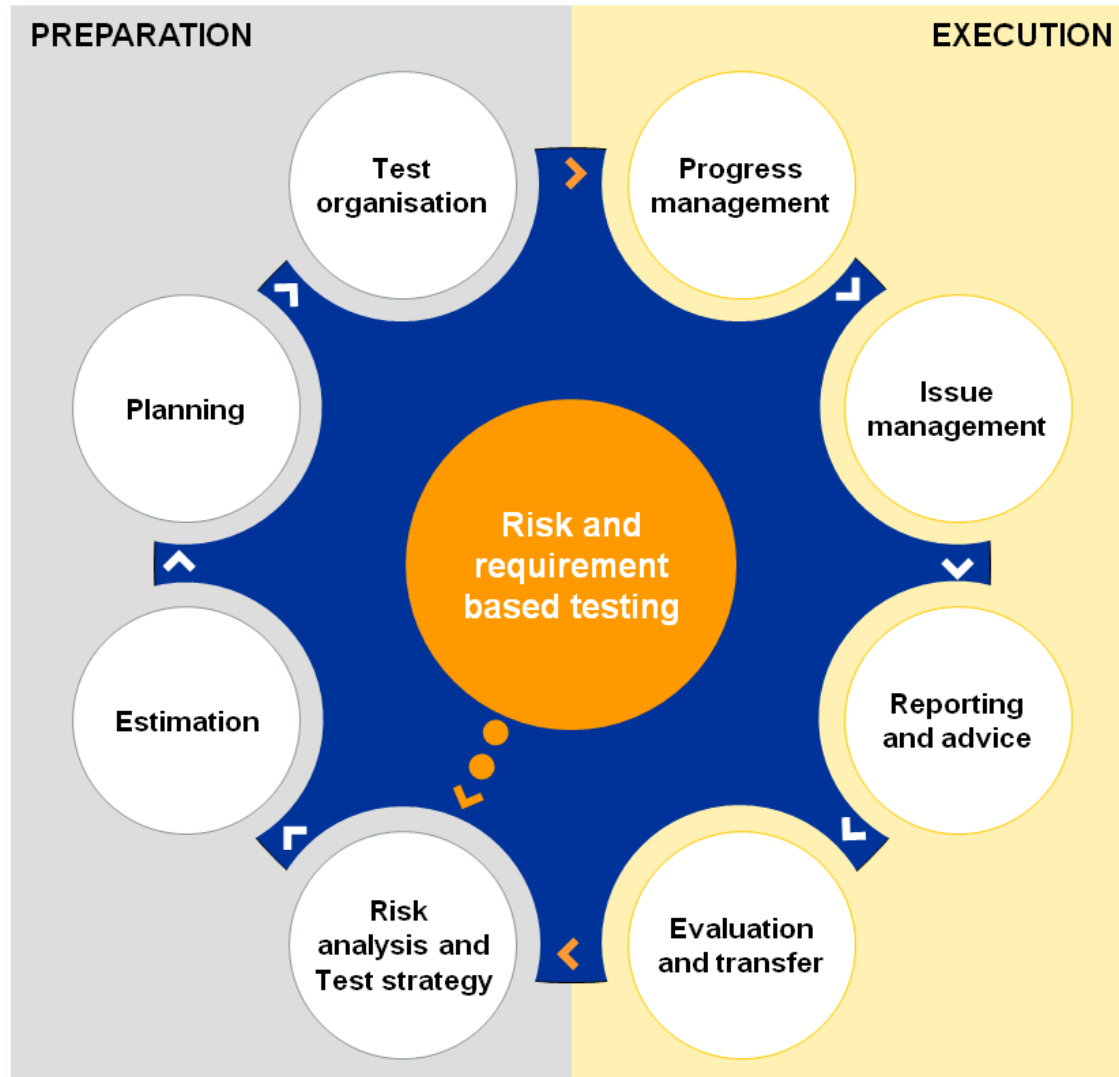 PREPARATION
EXECUTION
Test
organisation
Progress
management
Planning
Issue
management
Risk and
requirement
based testing
Estimation
Reporting
and advice
Risk
analysis and
Test strategy
Evaluation
and transfer